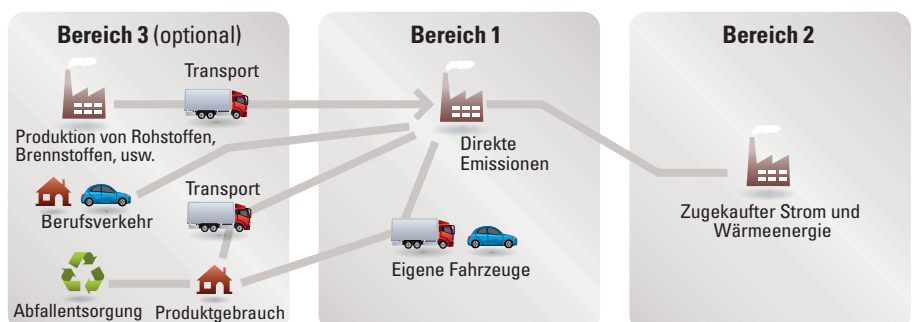 Bereich 3 (optional)
Transport
Produktion von Rohstoffen,
Brennstoffen, usw.
Berufsverkehr
Transport
Abfallentsorgung
Produktgebrauch
Bereich 1
Direkte
Emissionen
Eigene Fahrzeuge
Bereich 2
Zugekaufter Strom und
Wärmeenergie